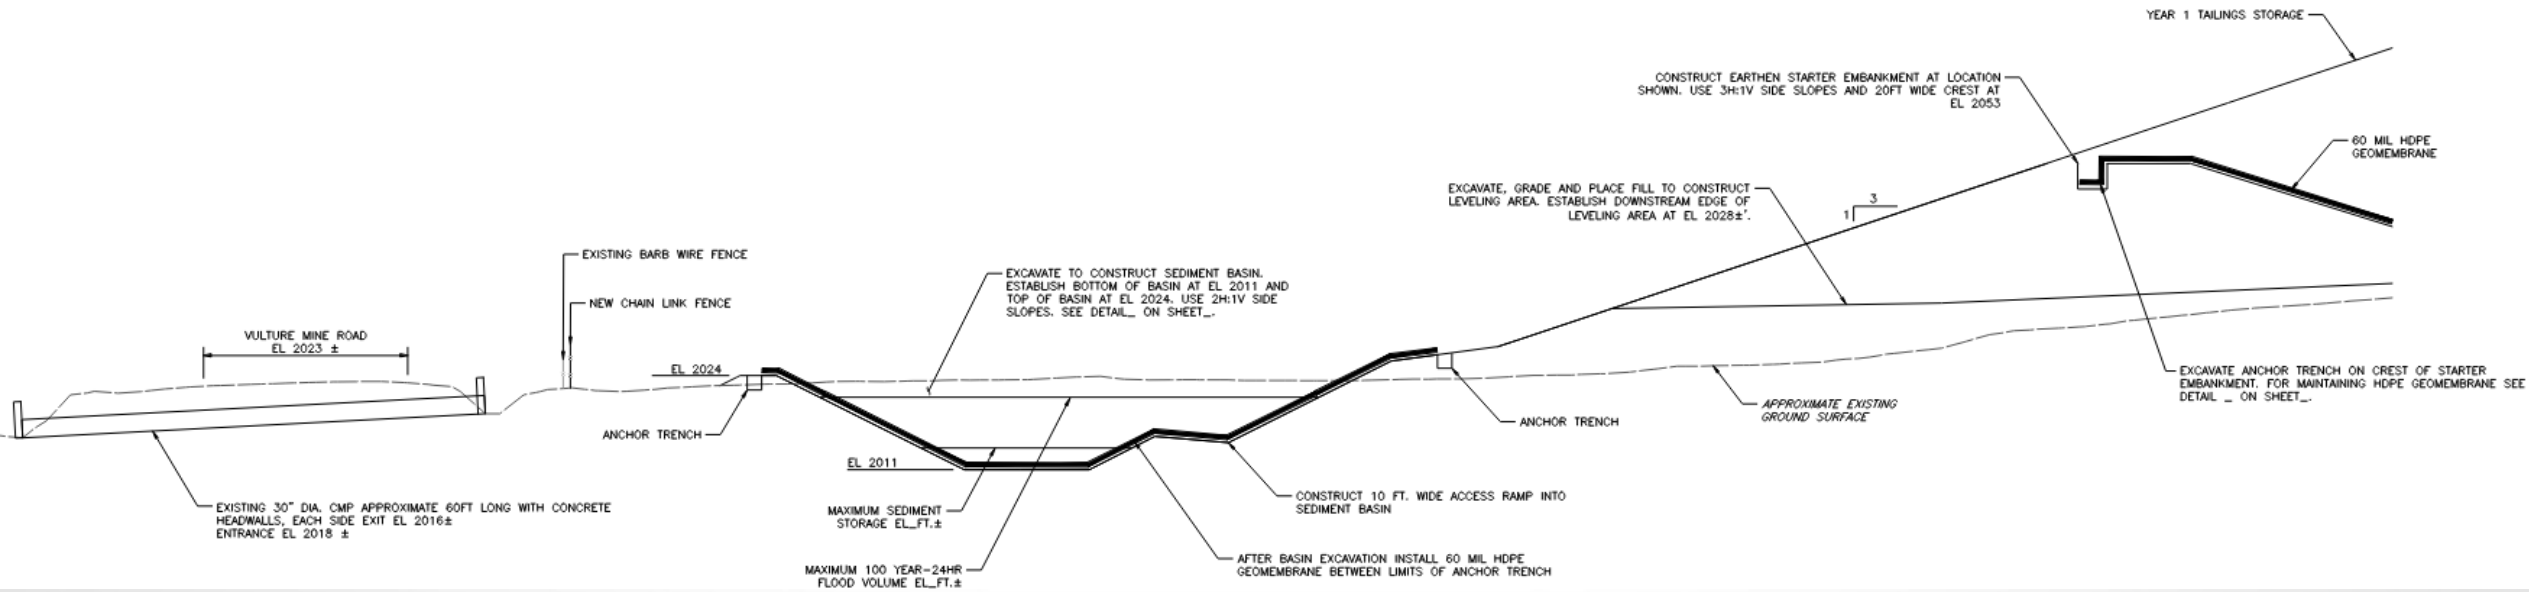 YEAR 1 TAILINGS STORAGE
CONSTRUCT EARTHEN STARTER EMBANKMENT AT LOCATION
SHOWN. USE 3H:1V SIDE SLOPES AND 20FT WIDE CREST AT
EL 2053
60 MIL HDPE
GEOMEMBRANE
EXCAVATE, GRADE AND PLACE FILL TO CONSTRUCT
LEVELING AREA. ESTABLISH DOWNSTREAM EDGE OF
LEVELING AREA AT EL 2028±'.
3
1
EXISTING BARB WIRE FENCE
NEW CHAIN LINK FENCE
EXCAVATE TO CONSTRUCT SEDIMENT BASIN.
ESTABLISH BOTTOM OF BASIN AT EL 2011 AND
TOP OF BASIN AT EL 2024. USE 2H:1V SIDE
SLOPES. SEE DETAIL_ ON SHEET_.
VULTURE MINE ROAD
EL 2023 ±
EL 2024
EXCAVATE ANCHOR TRENCH ON CREST OF STARTER
EMBANKMENT. FOR MAINTAINING HDPE GEOMEMBRANE SEE
DETAIL _ ON SHEET_.
APPROXIMATE EXISTING
GROUND SURFACE
ANCHOR TRENCH
ANCHOR TRENCH
EL 2011
EXISTING 30" DIA. CMP APPROXIMATE 60FT LONG WITH CONCRETE
HEADWALLS, EACH SIDE EXIT EL 2016±
ENTRANCE EL 2018 ±
MAXIMUM SEDIMENT
STORAGE EL_FT.±
CONSTRUCT 10 FT. WIDE ACCESS RAMP INTO
SEDIMENT BASIN
MAXIMUM 100 YEAR-24HR
FLOOD VOLUME EL_FT.±
AFTER BASIN EXCAVATION INSTALL 60 MIL HDPE
GEOMEMBRANE BETWEEN LIMITS OF ANCHOR TRENCH